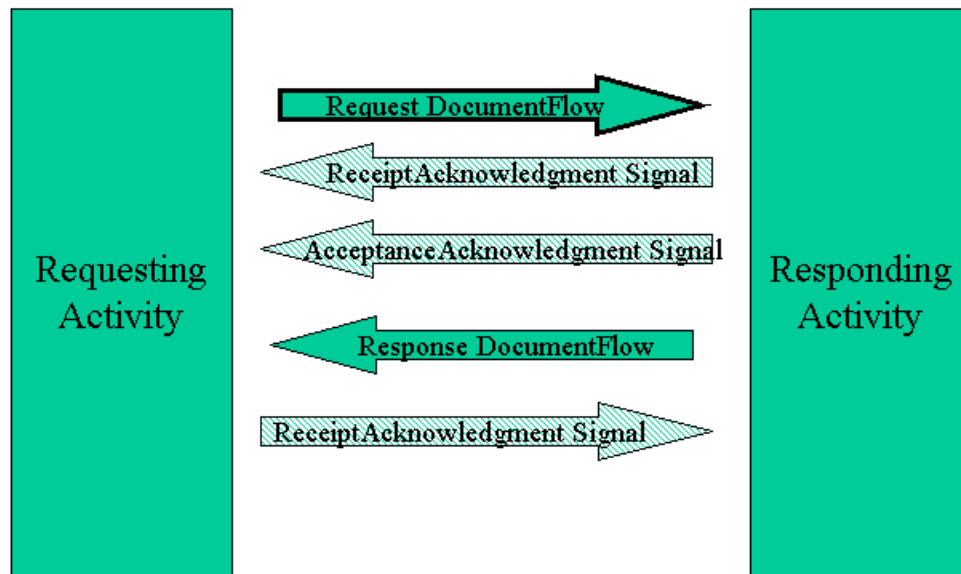 Request DocumentFlow
ReceiptAcknowledgment Signal
AcceptanceAcknowledgment Signal
Requesting
Activity
Responding
Activity
Response DocumentFlow
ReceiptAcknowledgment Signal